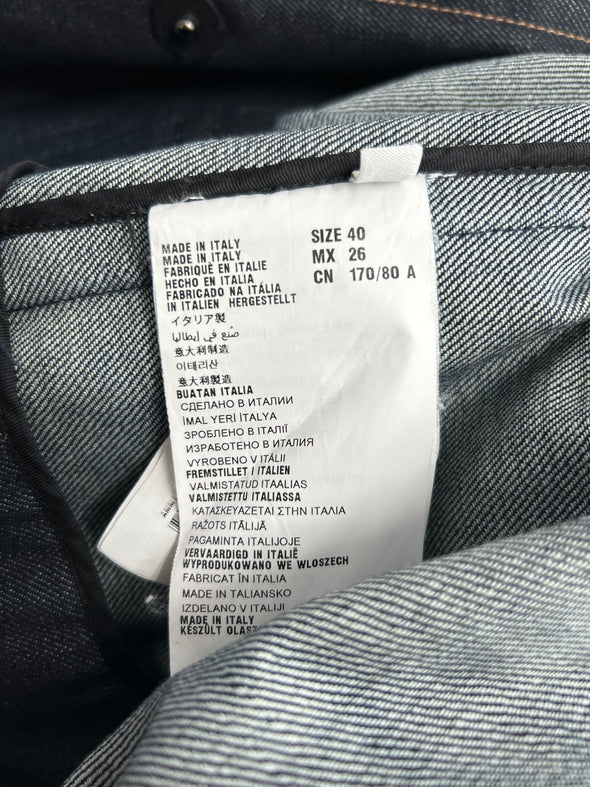 MADE IN ITALY
MADE IN ITALY
FABRIQUÉ EN ITALIE
HECHO EN ITALIA
FABRICADO NA ITÁLIA
IN ITALIEN HERGESTELLT
イタリア製
صُنع في إيطاليا
意大利制造
이태리산
意大利製造
BUATAN ITALIA
СДЕЛАНО В ИТАЛИИ
İMAL YERİ İTALYA
ЗРОБЛЕНО В ІТАЛІЇ
ИЗРАБОТЕНО В ИТАЛИЯ
VYROBENO V ITÁLII
FREMSTILLET I ITALIEN
VALMISTATUD ITAALIAS
VALMISTETTU ITALIASSA
ΚΑΤΑΣΚΕΥΑΖΕΤΑΙ ΣΤΗΝ ΙΤΑΛΙΑ
RAŽOTS ITĀLIJĀ
PAGAMINTA ITALIJOJE
VERVAARDIGD IN ITALIË
WYPRODUKOWANO WE WLOSZECH
FABRICAT ÎN ITALIA
MADE IN TALIANSKO
IZDELANO V ITALIJI
MADE IN ITALY
KÉSZÜLT
SIZE 40
MX 26
CN 170/80 A